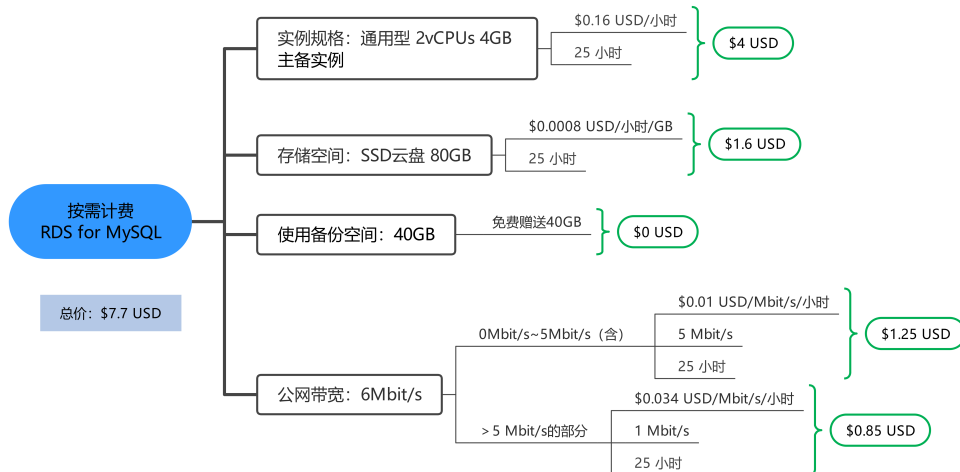 按需计费
RDS for MySQL
总价：$7.7 USD
实例规格：通用型 2vCPUs 4GB
主备实例
$0.16 USD/小时
25 小时
$4 USD
存储空间：SSD云盘 80GB
$0.0008 USD/小时/GB
25 小时
$1.6 USD
使用备份空间：40GB
免费赠送40GB
$0 USD
公网带宽：6Mbit/s
0Mbit/s~5Mbit/s（含）
$0.01 USD/Mbit/s/小时
5 Mbit/s
25 小时
$1.25 USD
＞5 Mbit/s的部分
$0.034 USD/Mbit/s/小时
1 Mbit/s
25 小时
$0.85 USD